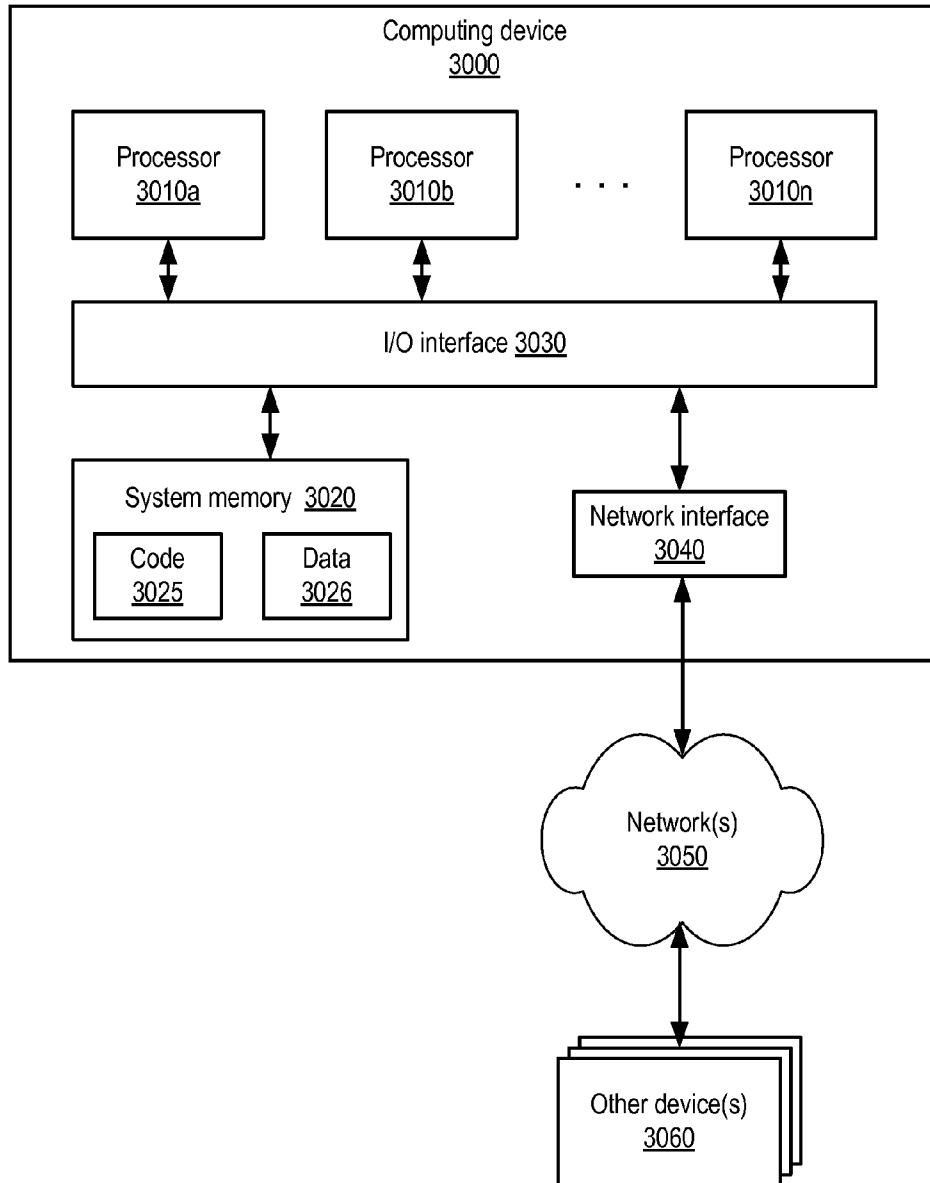 Computing device
3000
Processor
3010a
Processor
3010b
. . .
Processor
3010n
I/O interface 3030
System memory 3020
Code
3025
Data
3026
Network interface
3040
Network(s)
3050
Other device(s)
3060